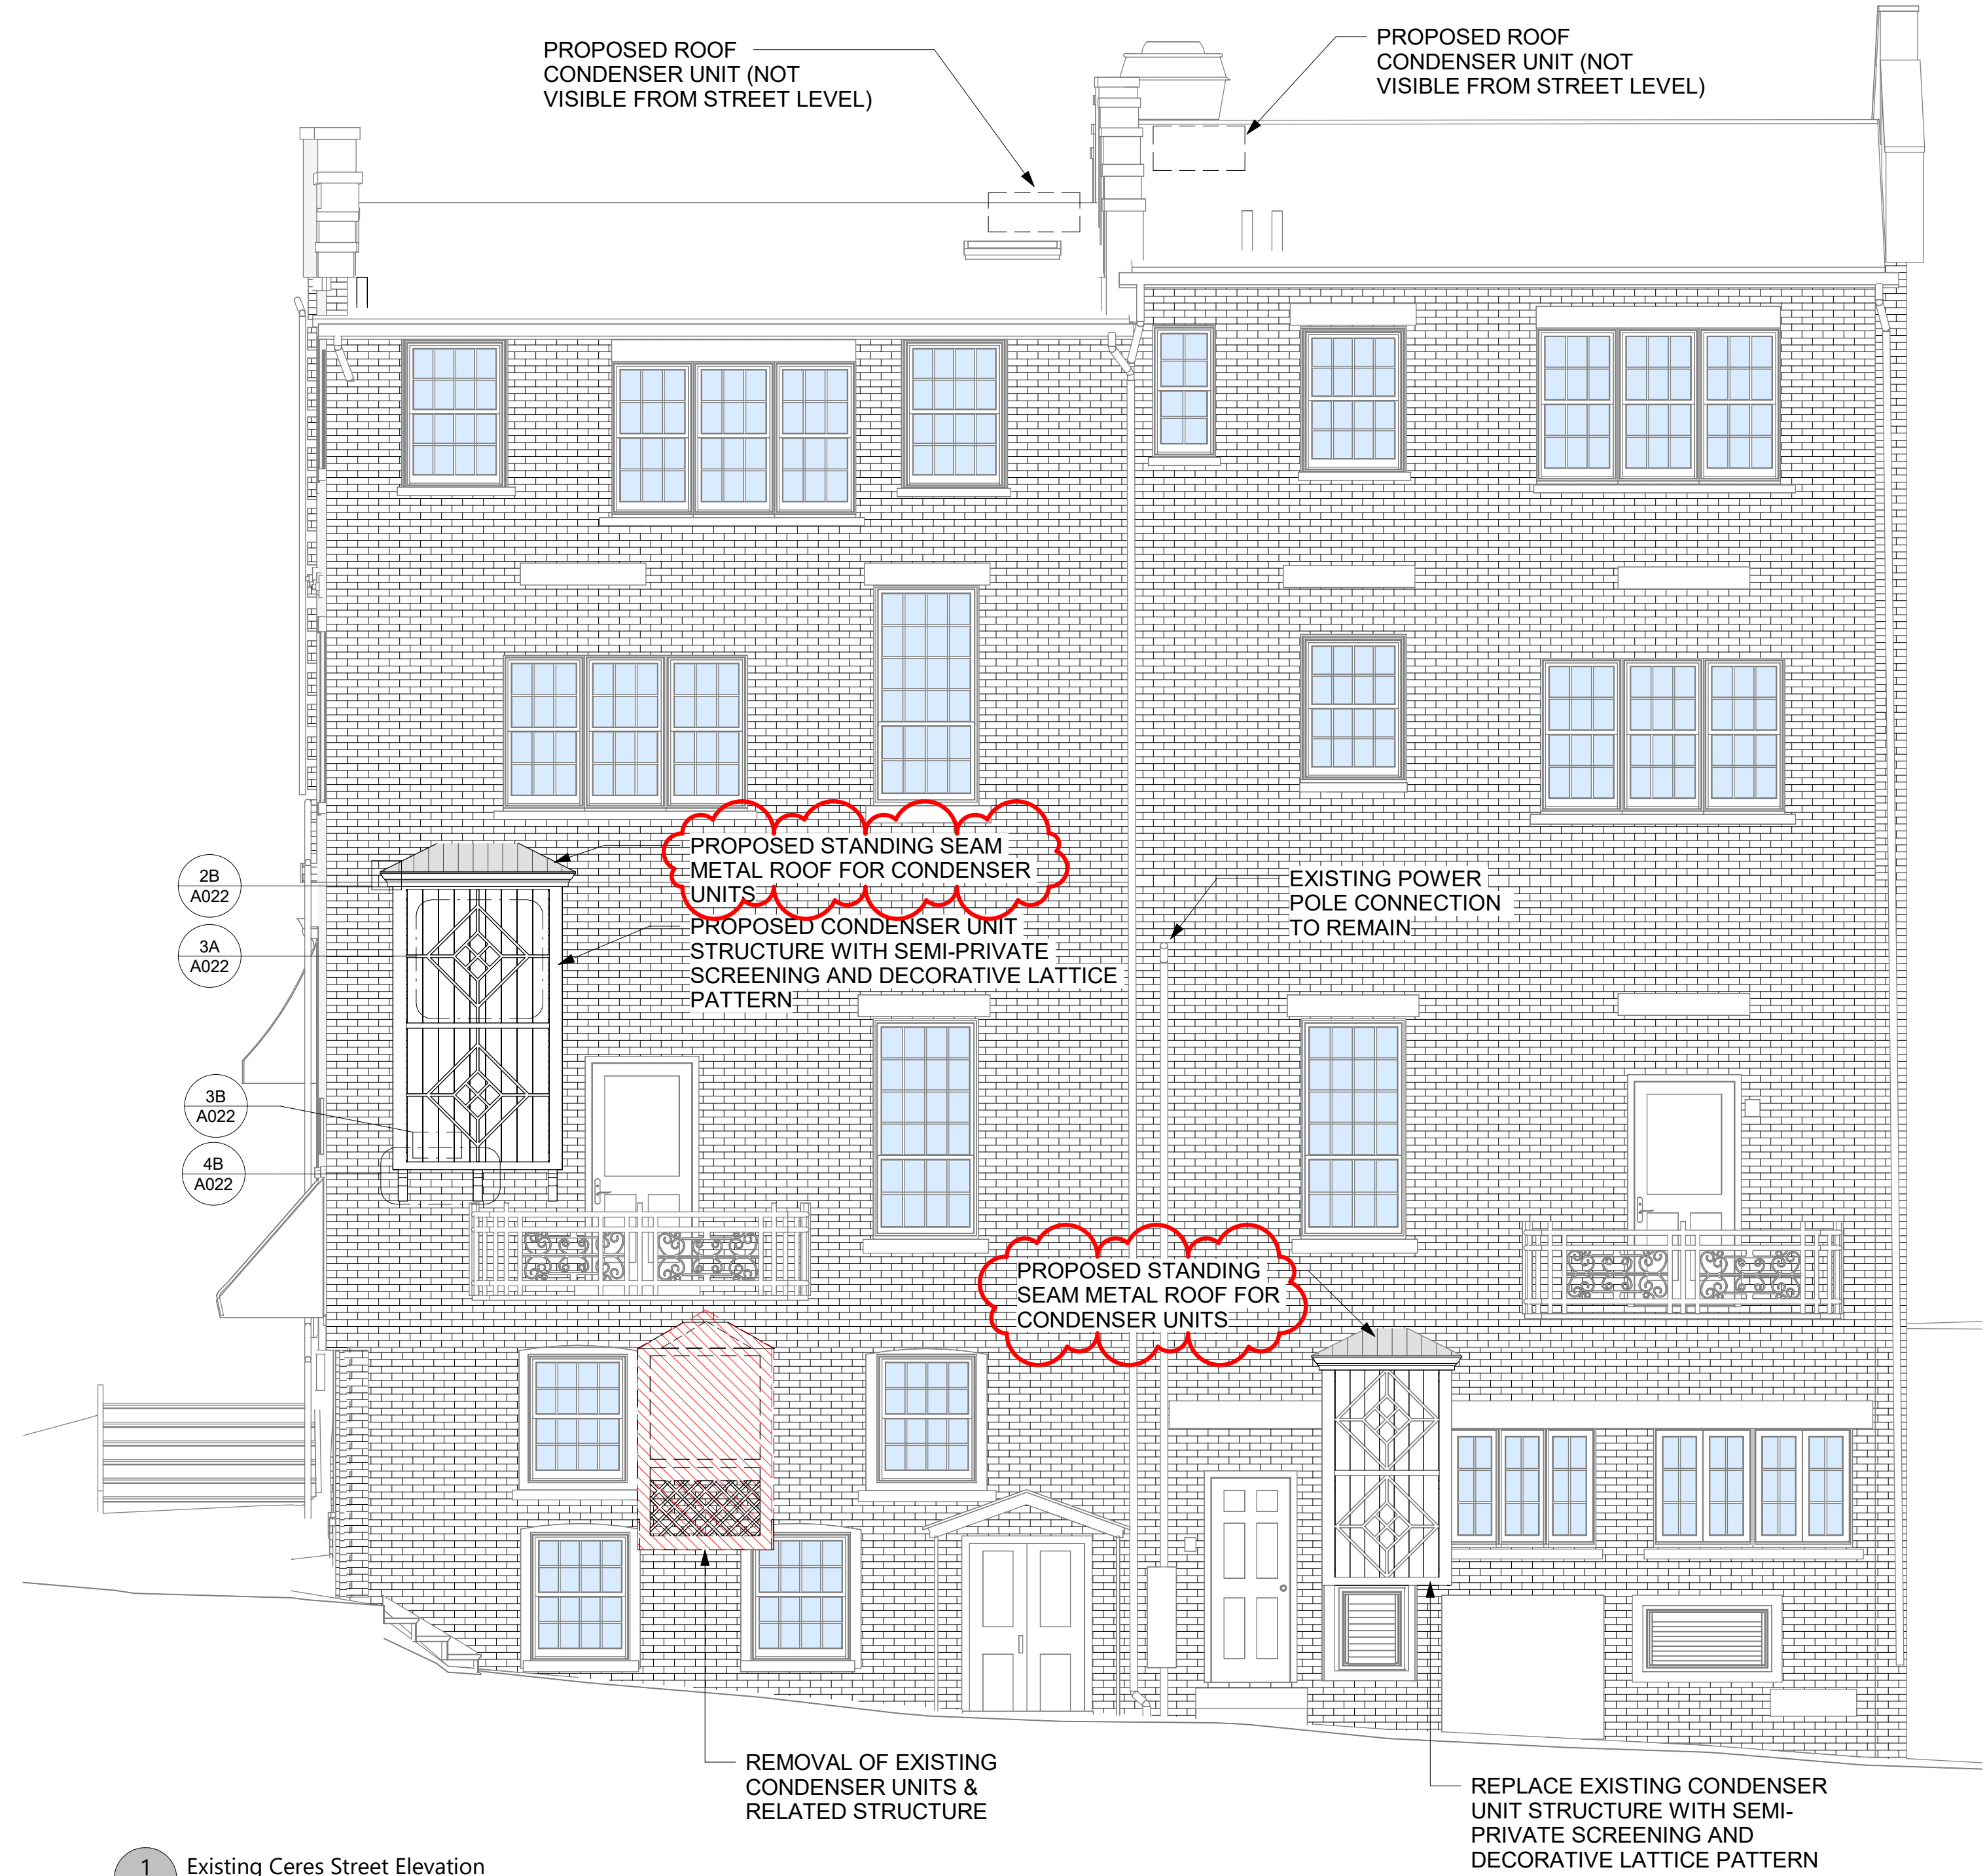 PROPOSED ROOF
CONDENSER UNIT (NOT
VISIBLE FROM STREET LEVEL)
PROPOSED ROOF
CONDENSER UNIT (NOT
VISIBLE FROM STREET LEVEL)
PROPOSED STANDING SEAM
METAL ROOF FOR CONDENSER
UNITS
PROPOSED CONDENSER UNIT
STRUCTURE WITH SEMI-PRIVATE
SCREENING AND DECORATIVE LATTICE
PATTERN
EXISTING POWER
POLE CONNECTION
TO REMAIN
2B
A022
3A
A022
3B
A022
4B
A022
PROPOSED STANDING
SEAM METAL ROOF FOR
CONDENSER UNITS
REMOVAL OF EXISTING
CONDENSER UNITS &
RELATED STRUCTURE
REPLACE EXISTING CONDENSER
UNIT STRUCTURE WITH SEMI-
PRIVATE SCREENING AND
DECORATIVE LATTICE PATTERN
1
Existing Ceres Street Elevation